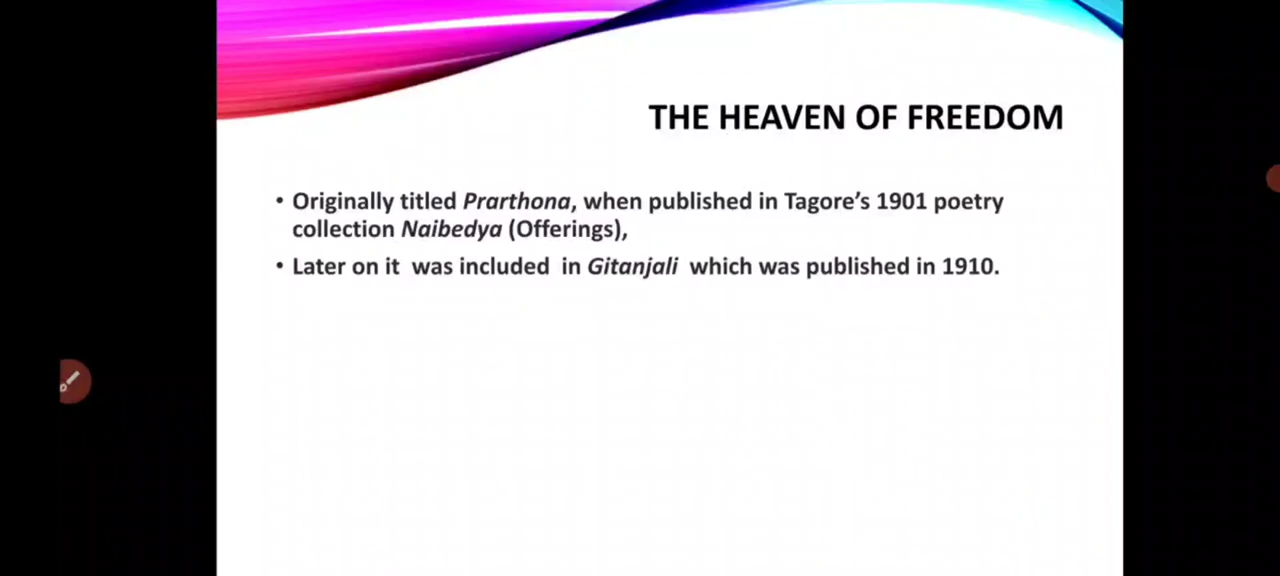 THE HEAVEN OF FREEDOM
• Originally titled Prarthona, when published in Tagore’s 1901 poetry
collection Naibedya (Offerings),
• Later on it was included in Gitanjali which was published in 1910.